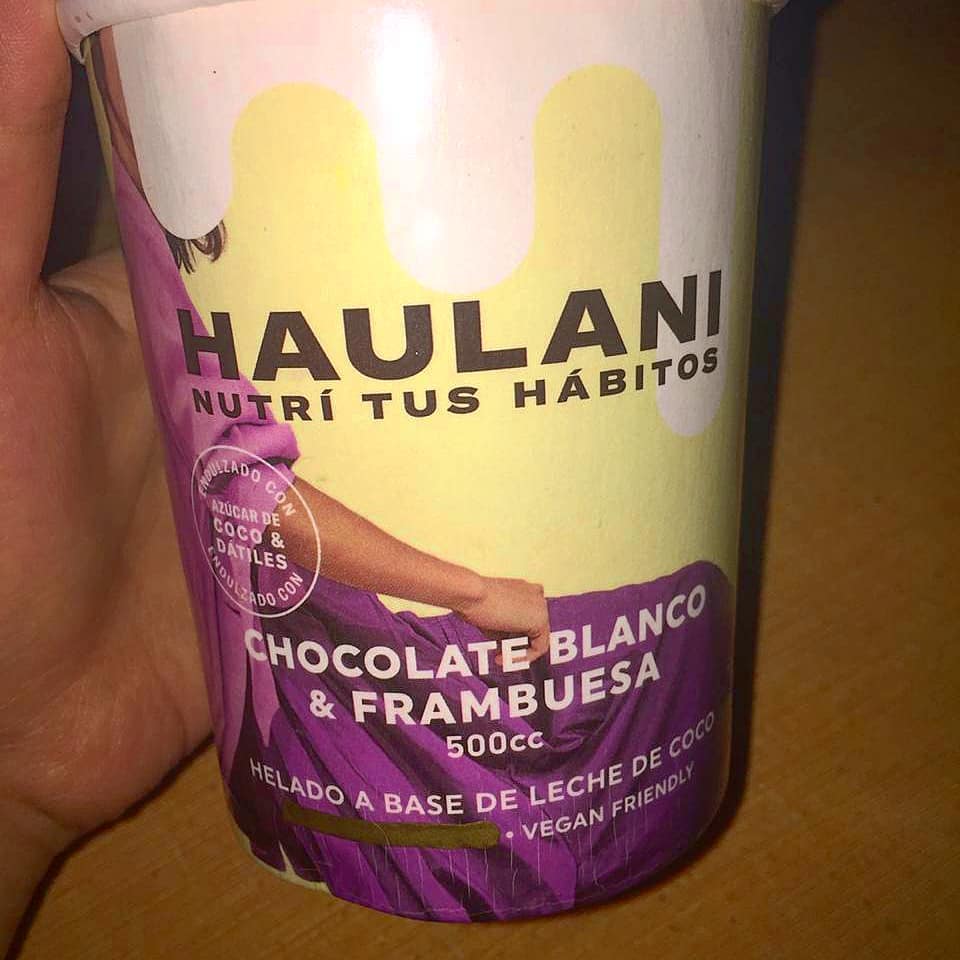 HAULANI
NUTRÍ TUS HÁBITOS
ENDULZADO CON
AZÚCAR DE
COCO &
DÁTILES
ENDULZADO CON
CHOCOLATE BLANCO
& FRAMBUESA
500cc
HELADO A BASE DE LECHE DE COCO
• VEGAN FRIENDLY